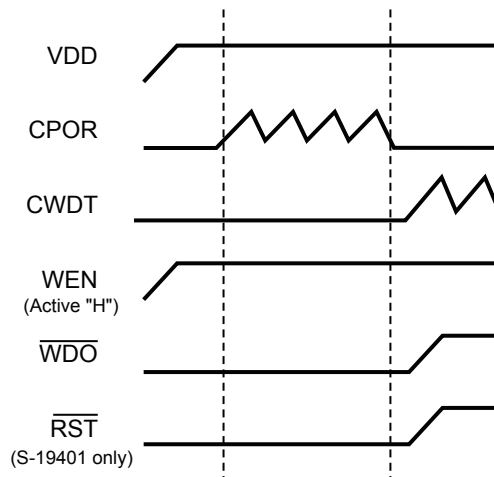 VDD
CPOR
CWDT
WEN
(Active "H")
WDO
RST
(S-19401 only)